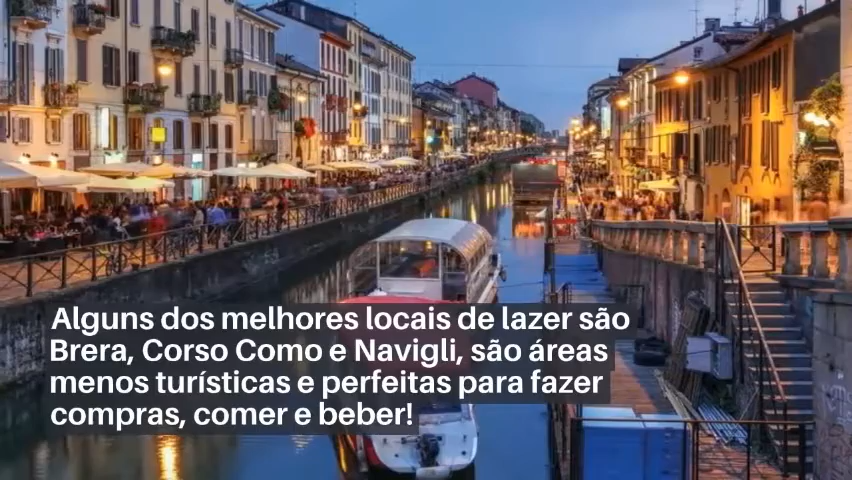 Alguns dos melhores locais de lazer são
Brera, Corso Como e Navigli, são áreas
menos turísticas e perfeitas para fazer
compras, comer e beber!